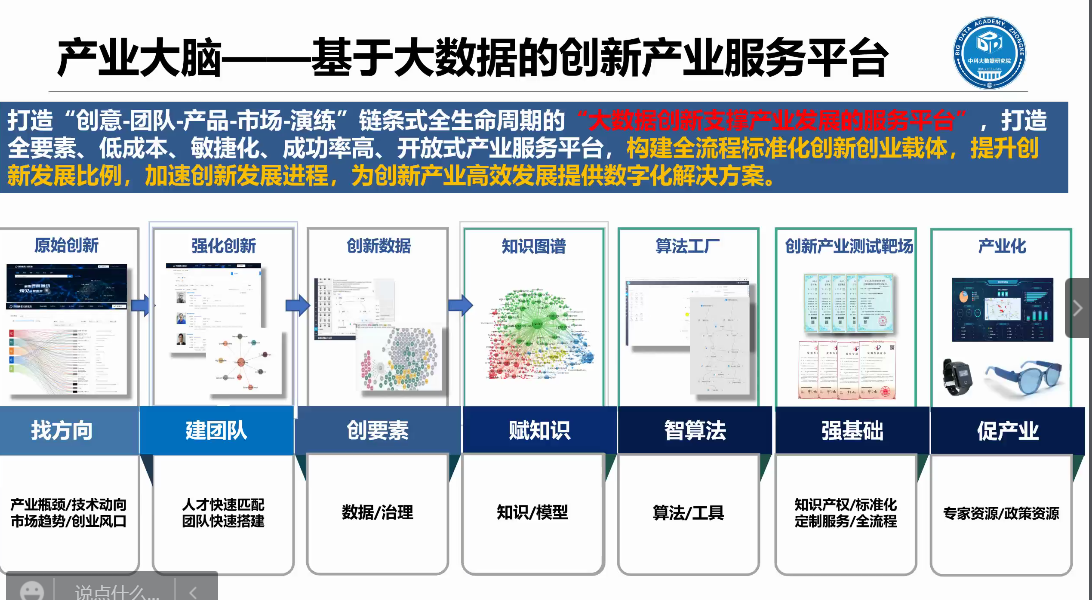 产业大脑——基于大数据的创新产业服务平台
BIG DATA ACADEMY, ZHONGKE
中科大数据研究院
打造“创意-团队-产品-市场-演练”链条式全生命周期的“大数据创新支撑产业发展的服务平台”，打造
全要素、低成本、敏捷化、成功率高、开放式产业服务平台，构建全流程标准化创新创业载体，提升创
新发展比例，加速创新发展进程，为创新产业高效发展提供数字化解决方案。
原始创新
强化创新
创新数据
知识图谱
算法工厂
创新产业测试靶场
产业化
找方向
建团队
创要素
赋知识
智算法
强基础
促产业
产业瓶颈/技术动向
市场趋势/创业风口
人才快速匹配
团队快速搭建
数据/治理
知识/模型
算法/工具
知识产权/标准化
定制服务/全流程
专家资源/政策资源
说点什么...